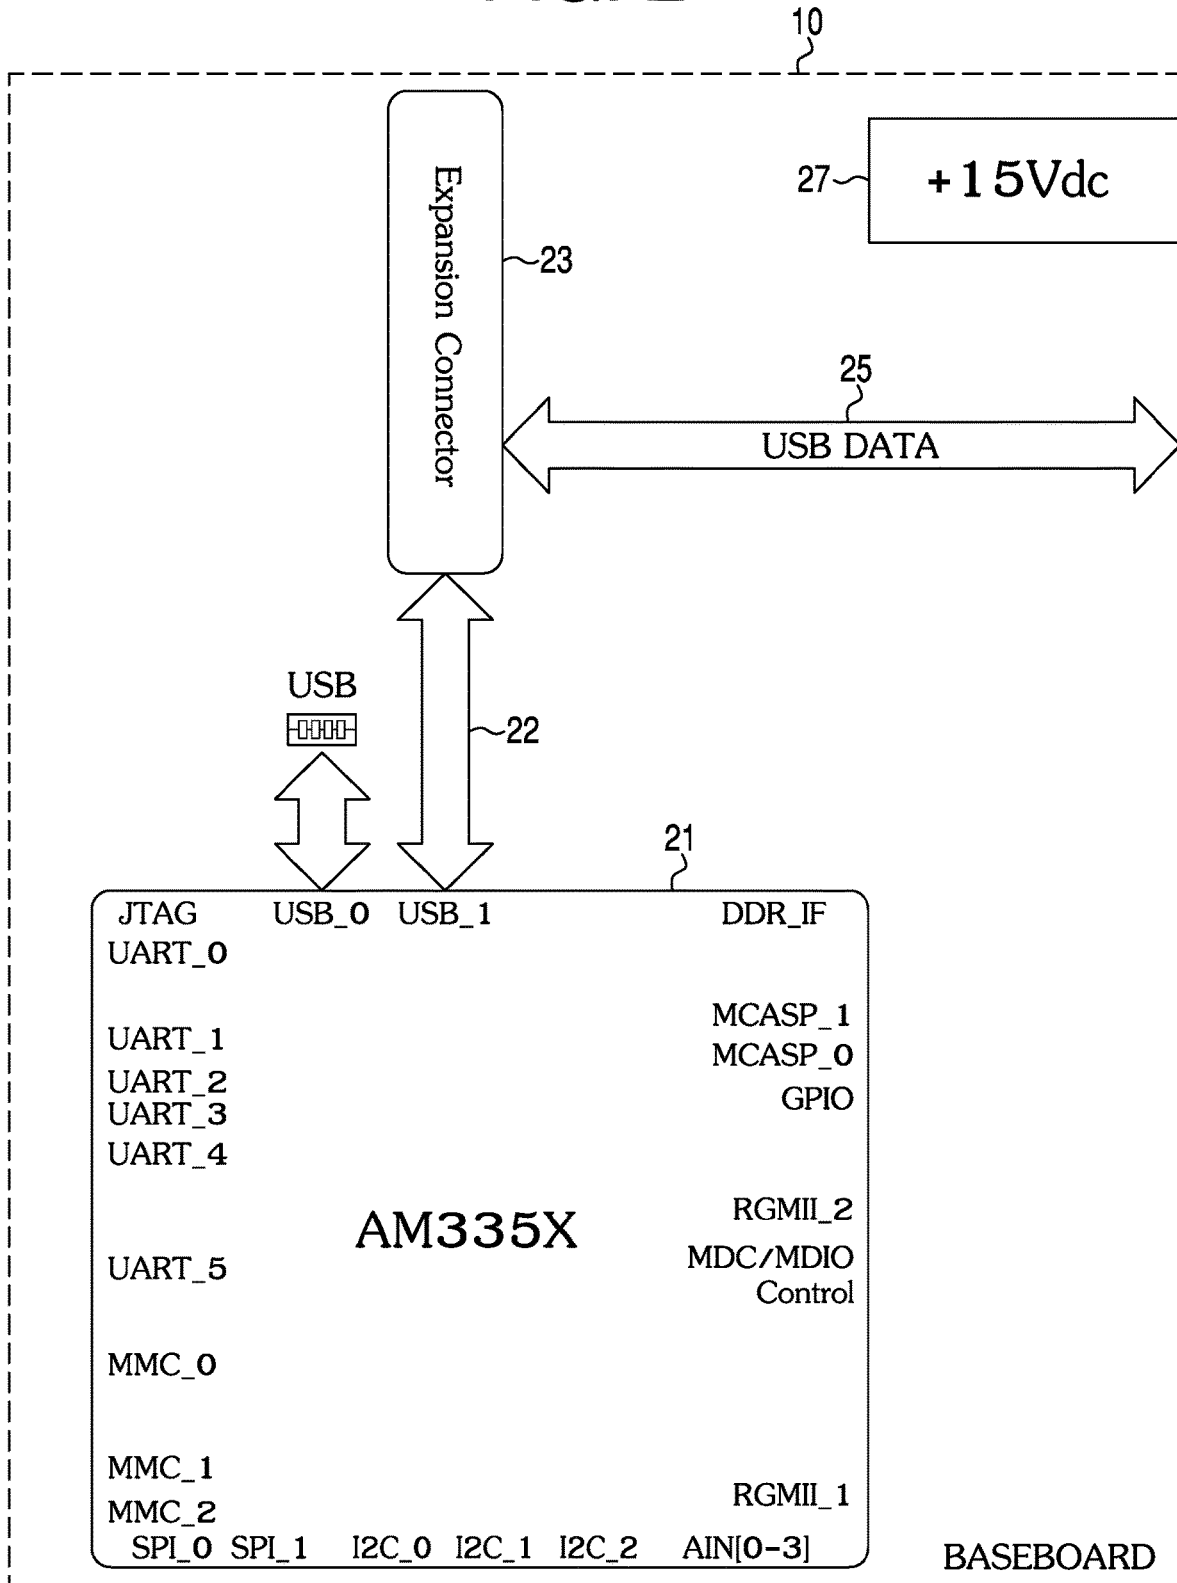 10
+15Vdc
27
Expansion Connector
23
25
USB DATA
USB
22
21
JTAG USB_0 USB_1 DDR_IF
UART_0
MCASP_1
UART_1
MCASP_0
UART_2
GPIO
UART_3
UART_4
RGMII_2
AM335X
MDC/MDIO
Control
UART_5
MMC_0
MMC_1
RGMII_1
MMC_2
SPI_0 SPI_1 I2C_0 I2C_1 I2C_2 AIN[0-3]
BASEBOARD